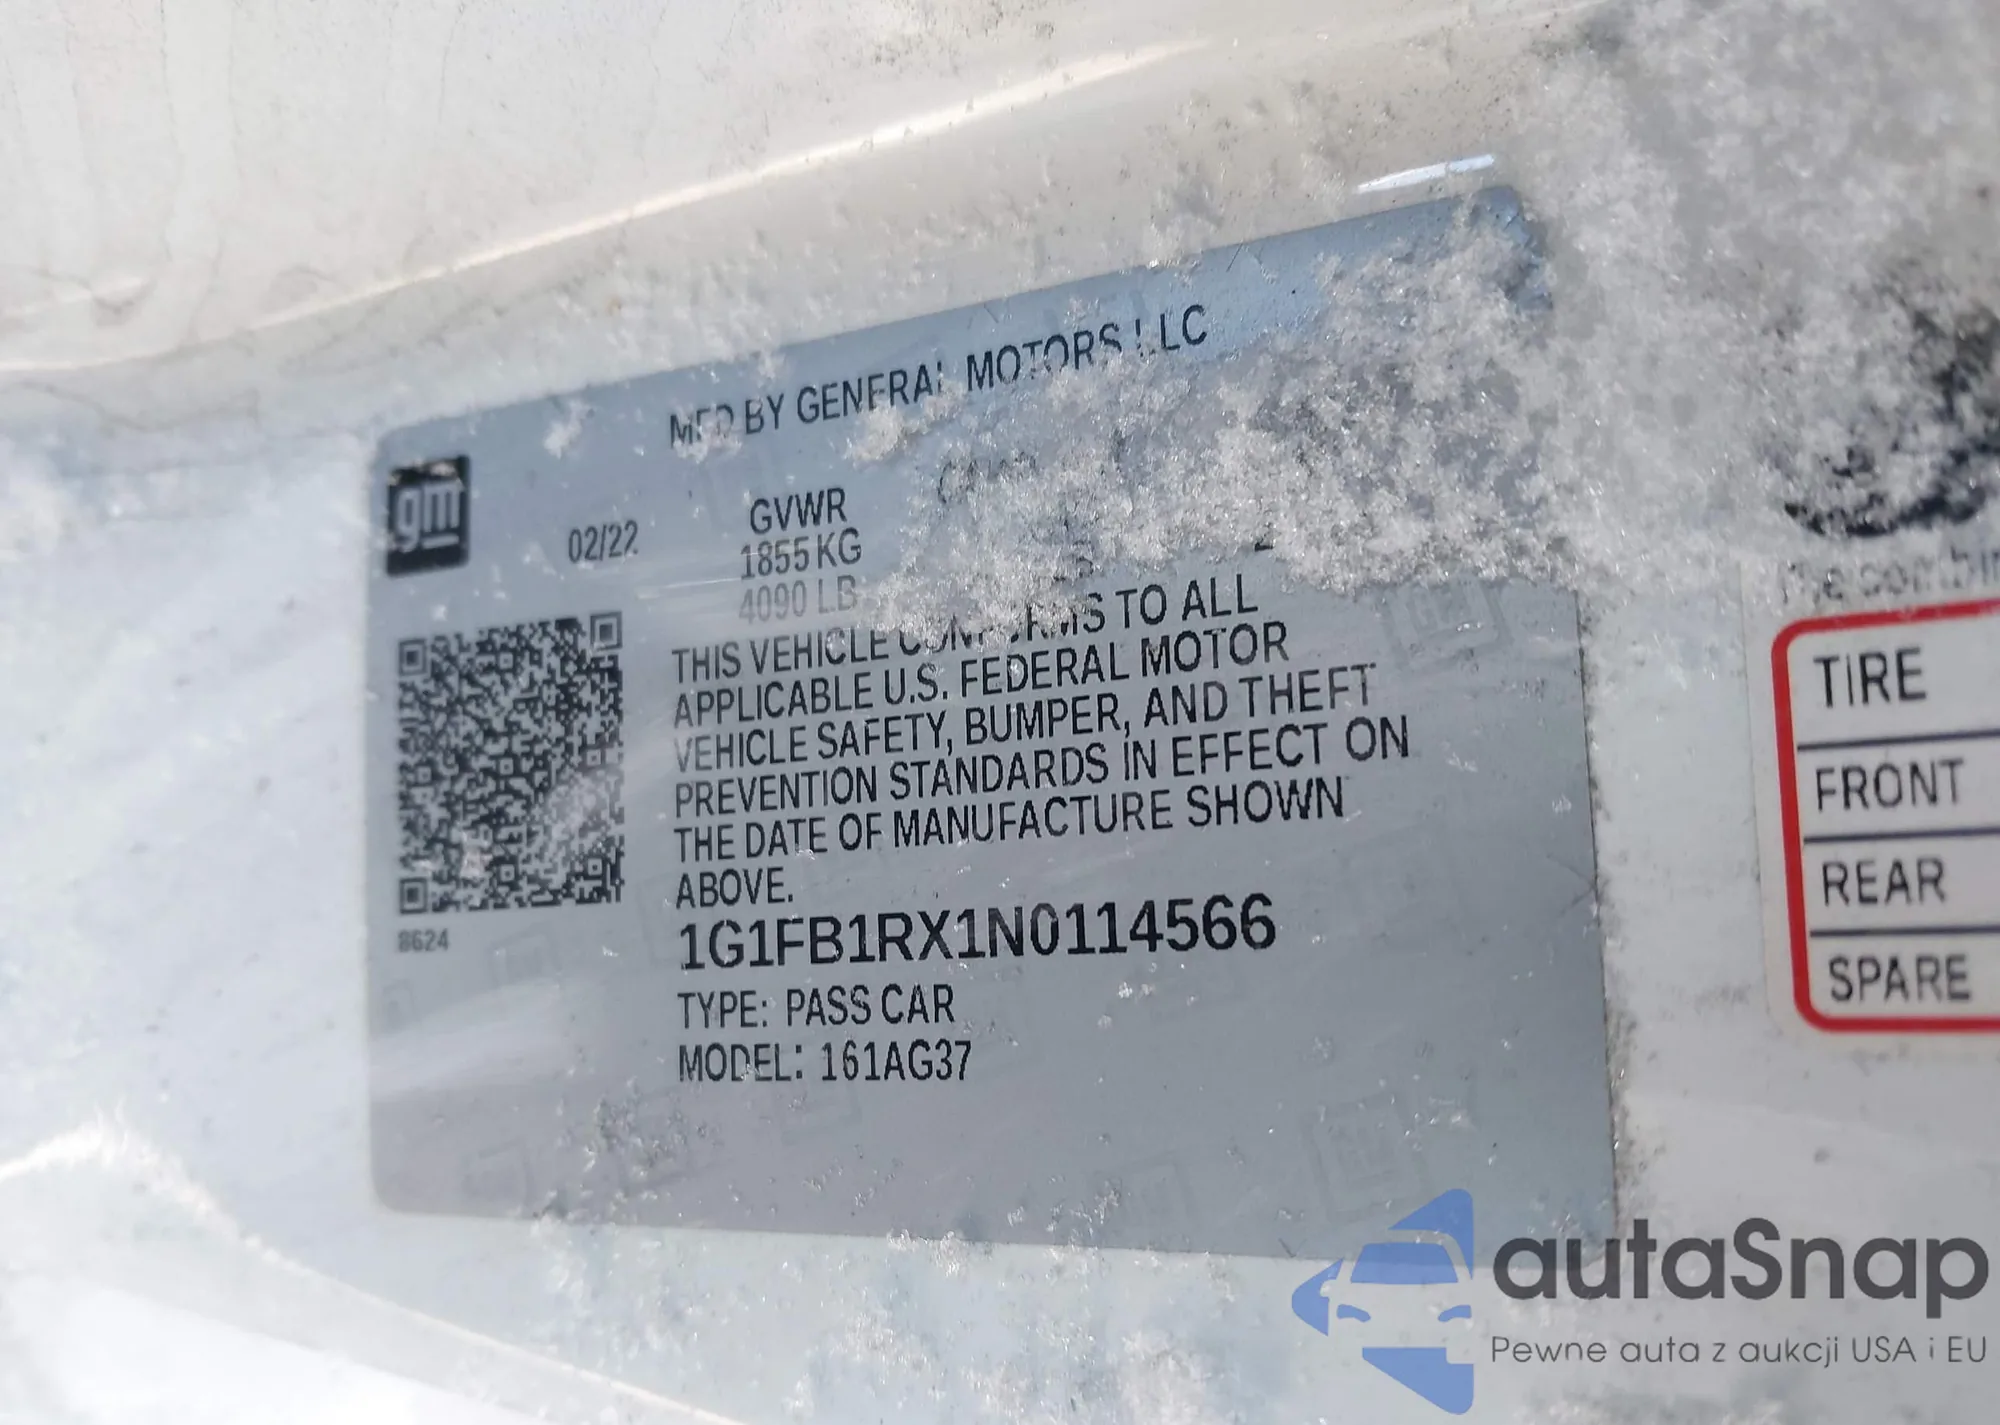 MFD BY GENERAL MOTORS LLC
gm
02/22
GVWR
1855 KG
4090 LB
THIS VEHICLE CONFORMS TO ALL
APPLICABLE U.S. FEDERAL MOTOR
VEHICLE SAFETY, BUMPER, AND THEFT
PREVENTION STANDARDS IN EFFECT ON
THE DATE OF MANUFACTURE SHOWN
ABOVE.
8624
1G1FB1RX1N0114566
TYPE: PASS CAR
MODEL: 161AG37
TIRE
FRONT
REAR
SPARE
autaSnap
Pewne auta z aukcji USA i EU